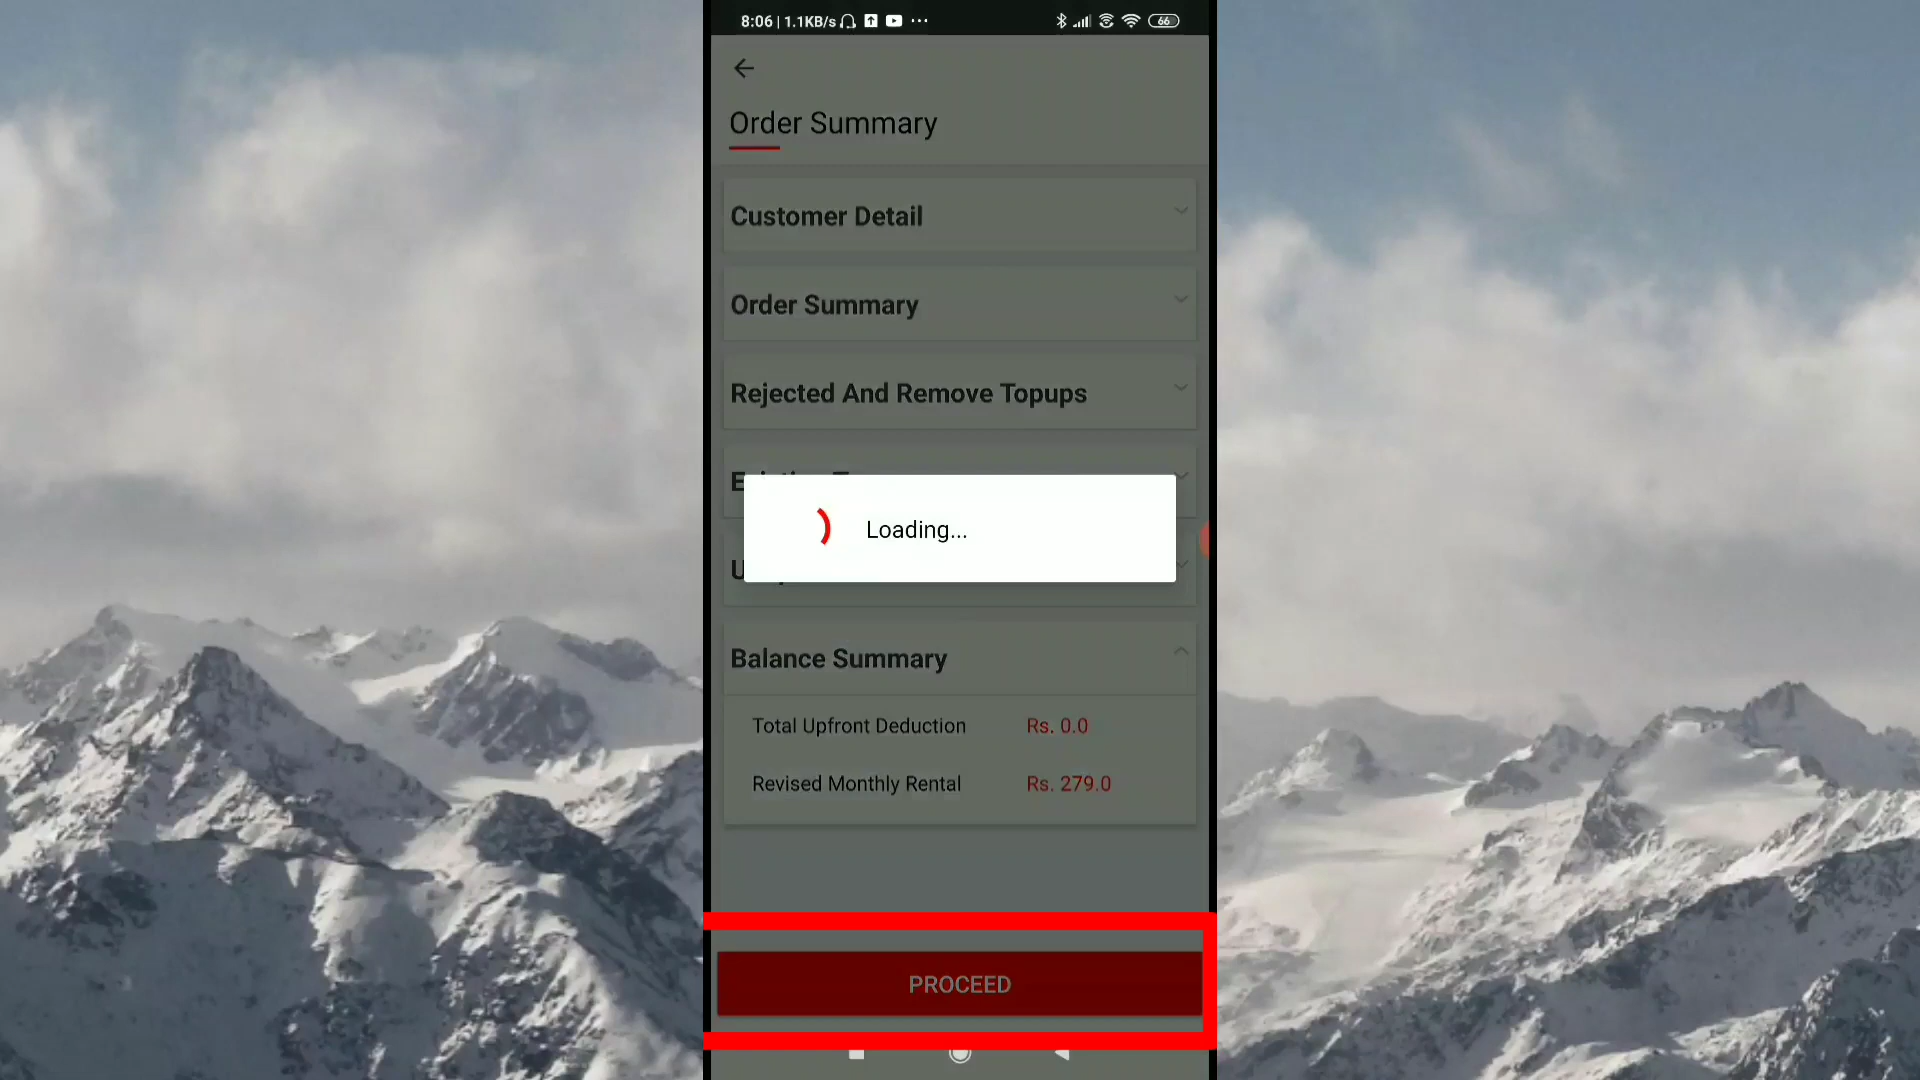 8:06 | 1.1KB/s
66
Order Summary
Customer Detail
Order Summary
Rejected And Remove Topups
Loading...
Balance Summary
Total Upfront Deduction Rs. 0.0
Revised Monthly Rental Rs. 279.0
PROCEED